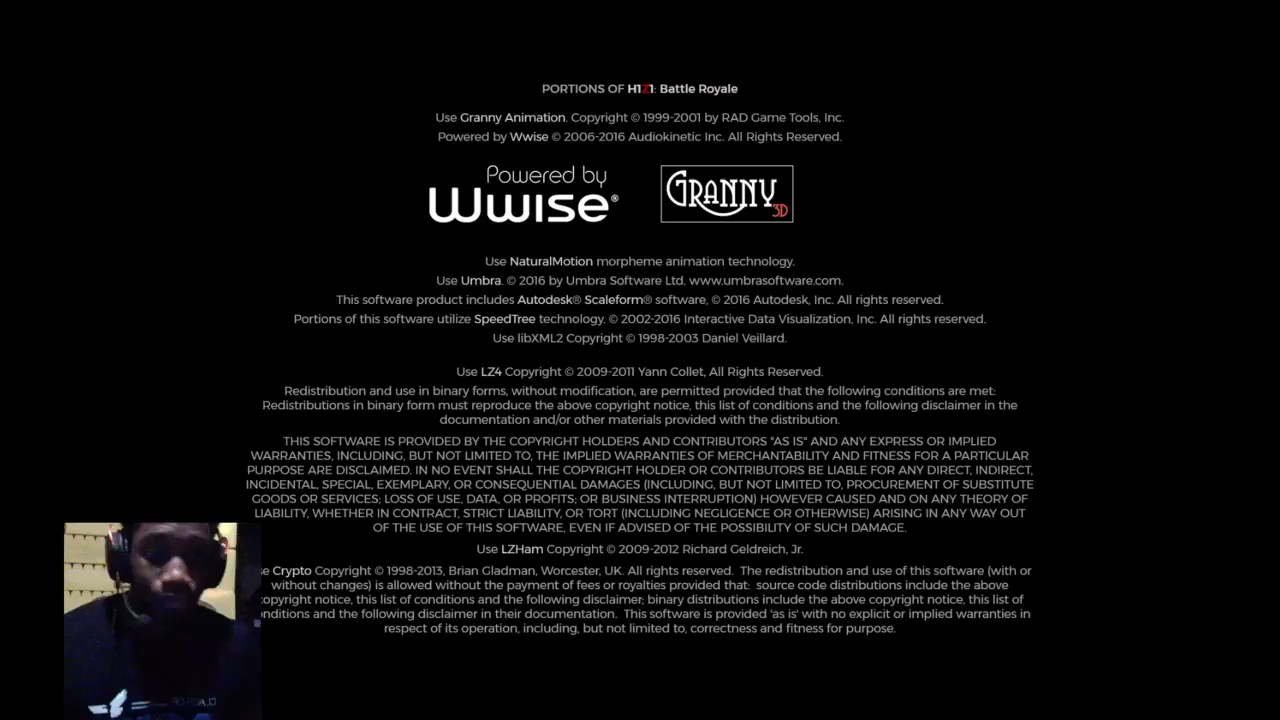 PORTIONS OF H1Z1: Battle Royale
Use Granny Animation. Copyright © 1999-2001 by RAD Game Tools, Inc.
Powered by Wwise © 2006-2016 Audiokinetic Inc. All Rights Reserved.
Powered by
Wwise®
GRANNY
3D
Use NaturalMotion morpheme animation technology.
Use Umbra. © 2016 by Umbra Software Ltd. www.umbrasoftware.com.
This software product includes Autodesk® Scaleform® software, © 2016 Autodesk, Inc. All rights reserved.
Portions of this software utilize SpeedTree technology. © 2002-2016 Interactive Data Visualization, Inc. All rights reserved.
Use libXML2 Copyright © 1998-2003 Daniel Veillard.
Use LZ4 Copyright © 2009-2011 Yann Collet, All Rights Reserved.
Redistribution and use in binary forms, without modification, are permitted provided that the following conditions are met:
Redistributions in binary form must reproduce the above copyright notice, this list of conditions and the following disclaimer in the
documentation and/or other materials provided with the distribution.
THIS SOFTWARE IS PROVIDED BY THE COPYRIGHT HOLDERS AND CONTRIBUTORS "AS IS" AND ANY EXPRESS OR IMPLIED
WARRANTIES, INCLUDING, BUT NOT LIMITED TO, THE IMPLIED WARRANTIES OF MERCHANTABILITY AND FITNESS FOR A PARTICULAR
PURPOSE ARE DISCLAIMED. IN NO EVENT SHALL THE COPYRIGHT HOLDER OR CONTRIBUTORS BE LIABLE FOR ANY DIRECT, INDIRECT,
INCIDENTAL, SPECIAL, EXEMPLARY, OR CONSEQUENTIAL DAMAGES (INCLUDING, BUT NOT LIMITED TO, PROCUREMENT OF SUBSTITUTE
GOODS OR SERVICES; LOSS OF USE, DATA, OR PROFITS; OR BUSINESS INTERRUPTION) HOWEVER CAUSED AND ON ANY THEORY OF
LIABILITY, WHETHER IN CONTRACT, STRICT LIABILITY, OR TORT (INCLUDING NEGLIGENCE OR OTHERWISE) ARISING IN ANY WAY OUT
OF THE USE OF THIS SOFTWARE, EVEN IF ADVISED OF THE POSSIBILITY OF SUCH DAMAGE.
Use LZHam Copyright © 2009-2012 Richard Geldreich, Jr.
se Crypto Copyright © 1998-2013, Brian Gladman, Worcester, UK. All rights reserved. The redistribution and use of this software (with or
without changes) is allowed without the payment of fees or royalties provided that: source code distributions include the above
opyright notice, this list of conditions and the following disclaimer; binary distributions include the above copyright notice, this list of
nditions and the following disclaimer in their documentation. This software is provided 'as is' with no explicit or implied warranties in
respect of its operation, including, but not limited to, correctness and fitness for purpose.